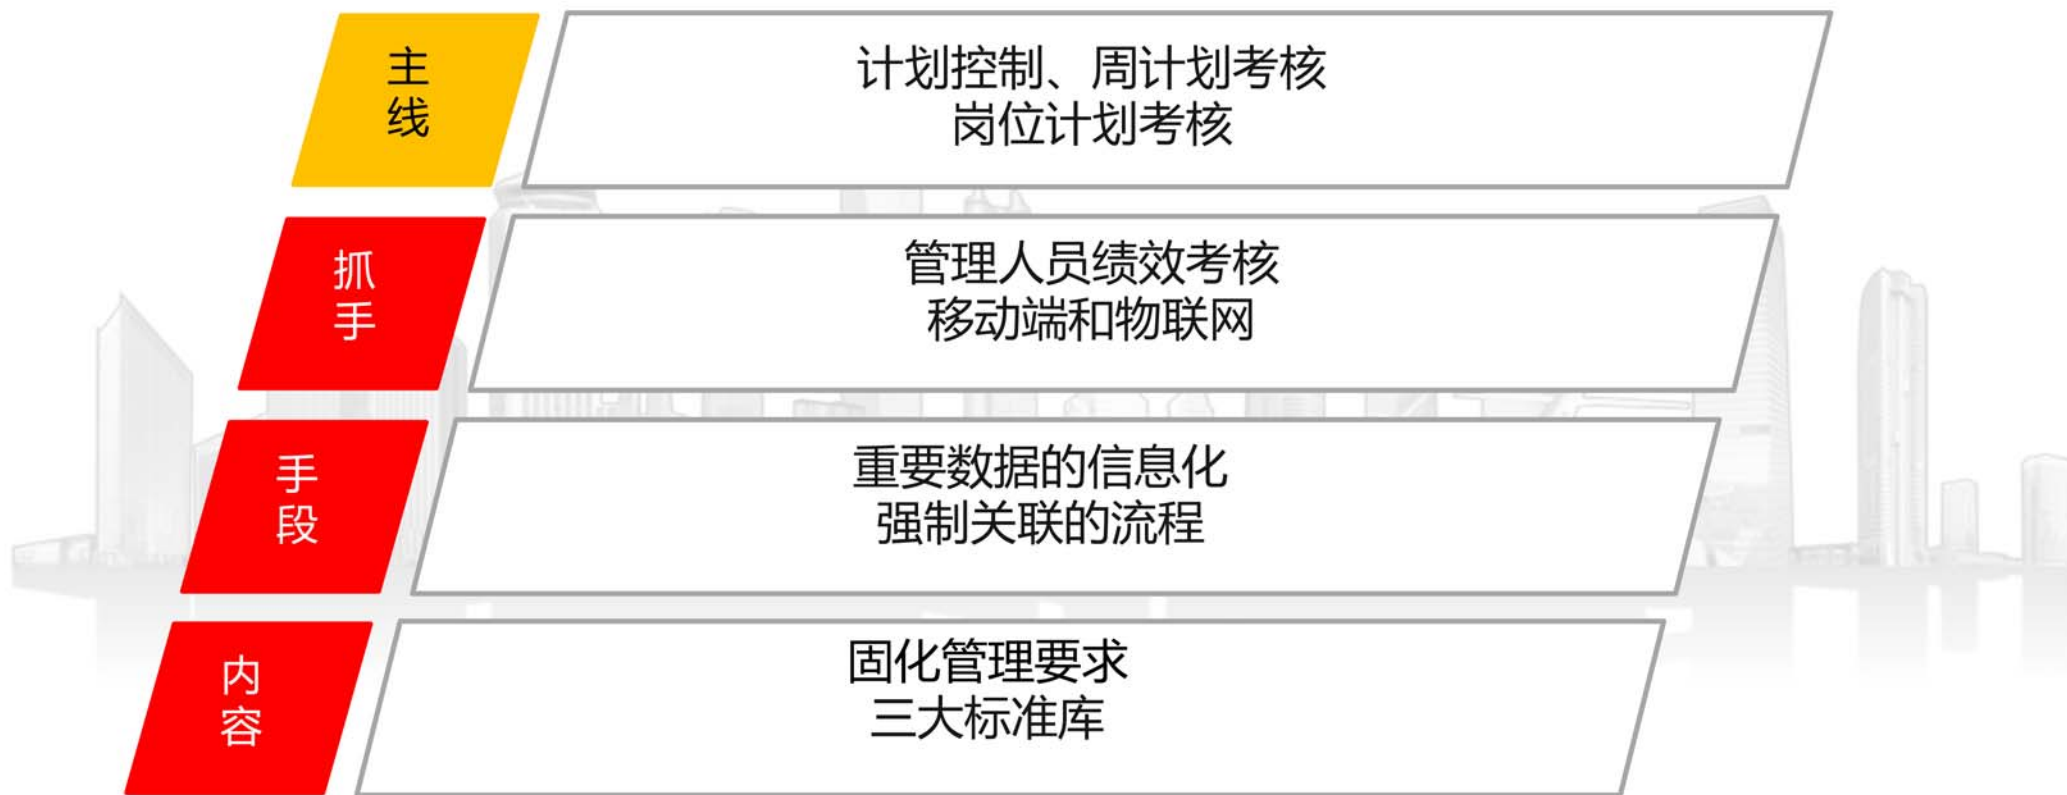 主线
计划控制、周计划考核
岗位计划考核
抓手
管理人员绩效考核
移动端和物联网
手段
重要数据的信息化
强制关联的流程
内容
固化管理要求
三大标准库